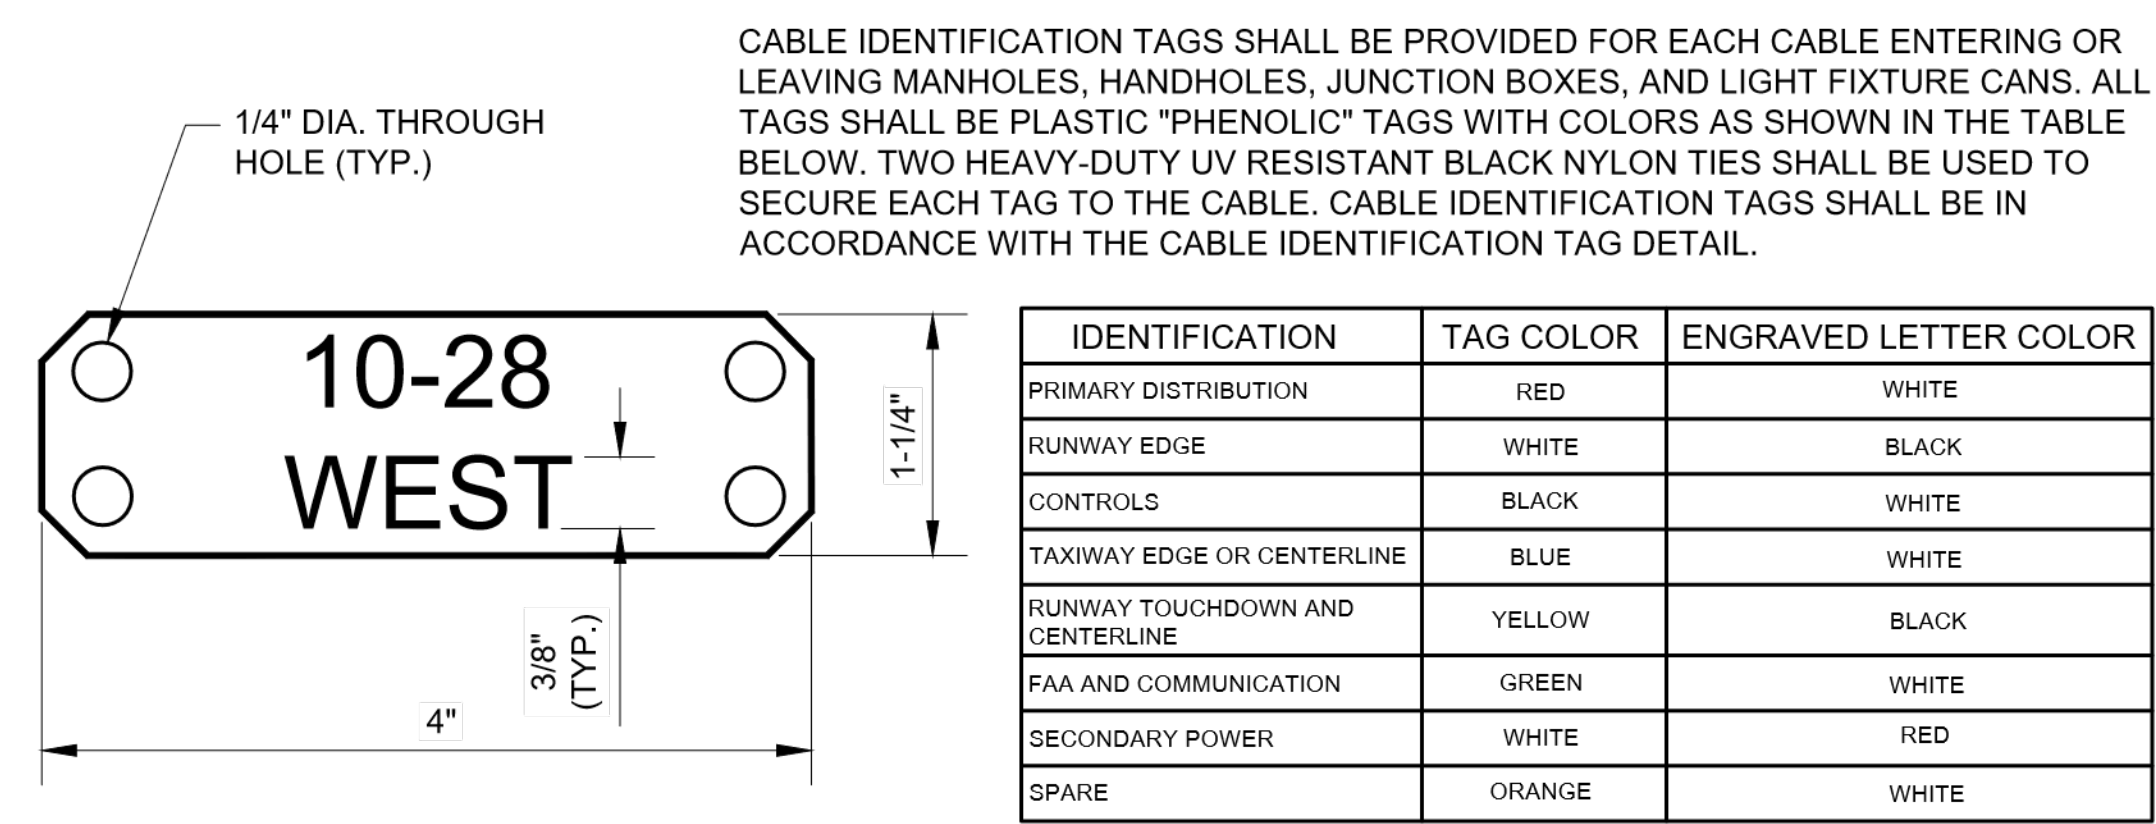 CABLE IDENTIFICATION TAGS SHALL BE PROVIDED FOR EACH CABLE ENTERING OR
LEAVING MANHOLES, HANDHOLES, JUNCTION BOXES, AND LIGHT FIXTURE CANS. ALL
TAGS SHALL BE PLASTIC "PHENOLIC" TAGS WITH COLORS AS SHOWN IN THE TABLE
BELOW. TWO HEAVY-DUTY UV RESISTANT BLACK NYLON TIES SHALL BE USED TO
SECURE EACH TAG TO THE CABLE. CABLE IDENTIFICATION TAGS SHALL BE IN
ACCORDANCE WITH THE CABLE IDENTIFICATION TAG DETAIL.
1/4" DIA. THROUGH
HOLE (TYP.)
10-28
WEST
1-1/4"
3/8"
(TYP.)
4"
IDENTIFICATION TAG COLOR ENGRAVED LETTER COLOR
PRIMARY DISTRIBUTION RED WHITE
RUNWAY EDGE WHITE BLACK
CONTROLS BLACK WHITE
TAXIWAY EDGE OR CENTERLINE BLUE WHITE
RUNWAY TOUCHDOWN AND
CENTERLINE YELLOW BLACK
FAA AND COMMUNICATION GREEN WHITE
SECONDARY POWER WHITE RED
SPARE ORANGE WHITE